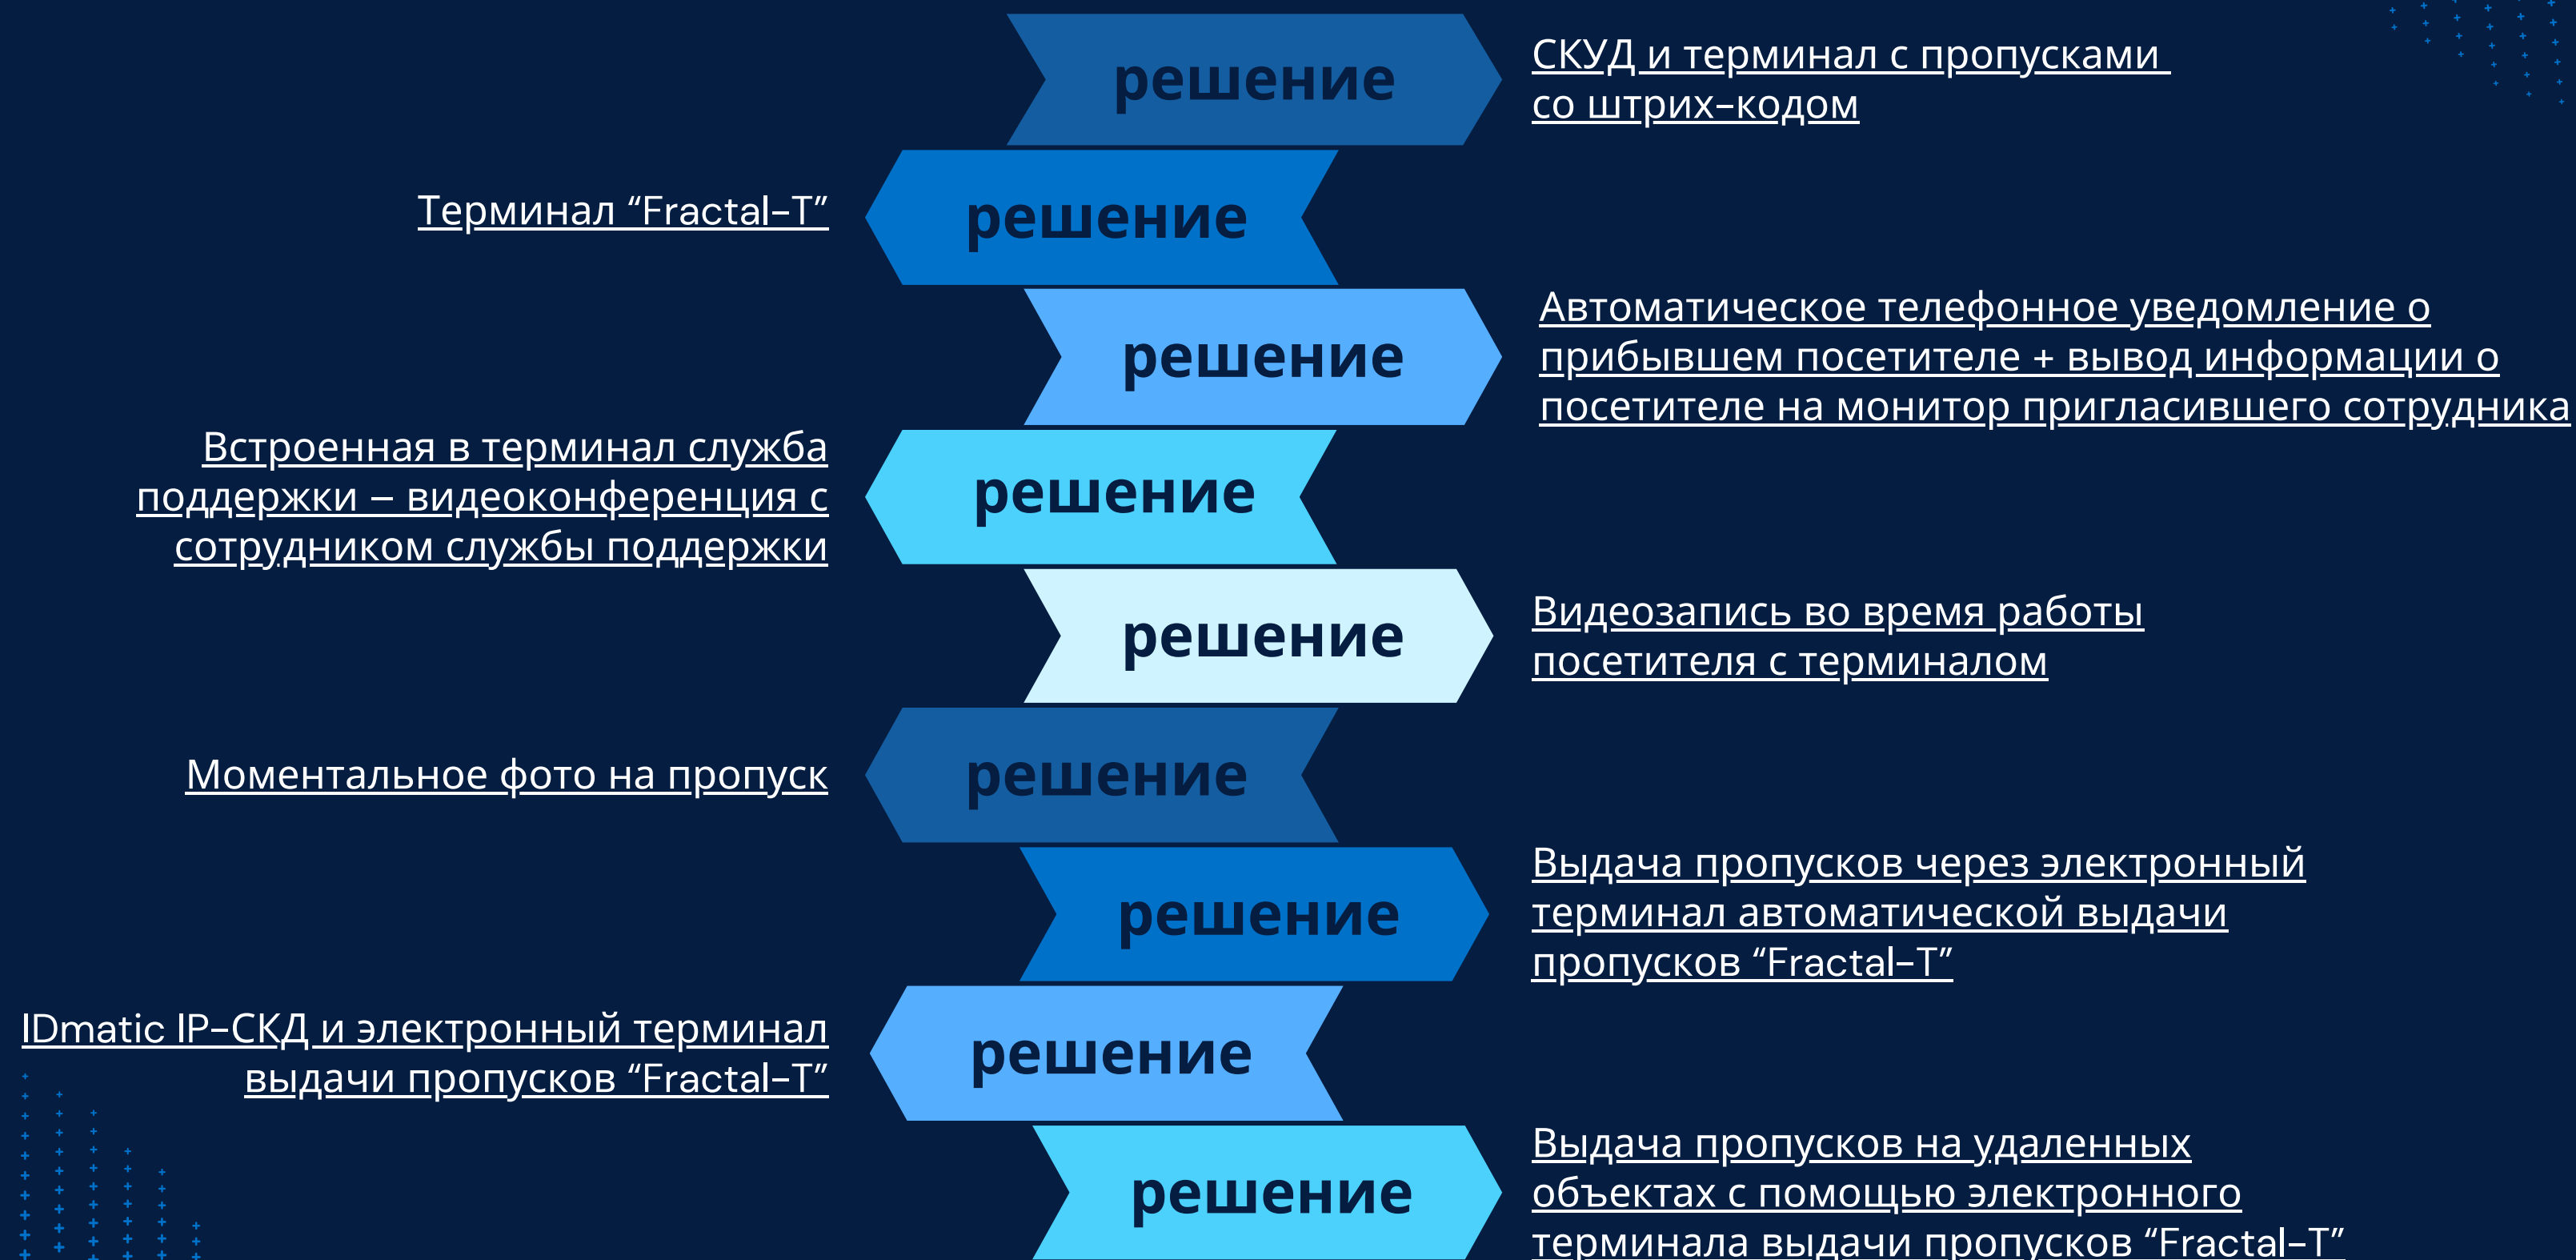 решение
СКУД и терминал с пропусками
со штрих-кодом
Терминал “Fractal-T”
решение
решение
Автоматическое телефонное уведомление о
прибывшем посетителе + вывод информации о
посетителе на монитор пригласившего сотрудника
Встроенная в терминал служба
поддержки – видеоконференция с
сотрудником службы поддержки
решение
решение
Видеозапись во время работы
посетителя с терминалом
Моментальное фото на пропуск
решение
решение
Выдача пропусков через электронный
терминал автоматической выдачи
пропусков “Fractal-T”
IDmatic IP-СКД и электронный терминал
выдачи пропусков “Fractal-T”
решение
решение
Выдача пропусков на удаленных
объектах с помощью электронного
терминала выдачи пропусков “Fractal-T”